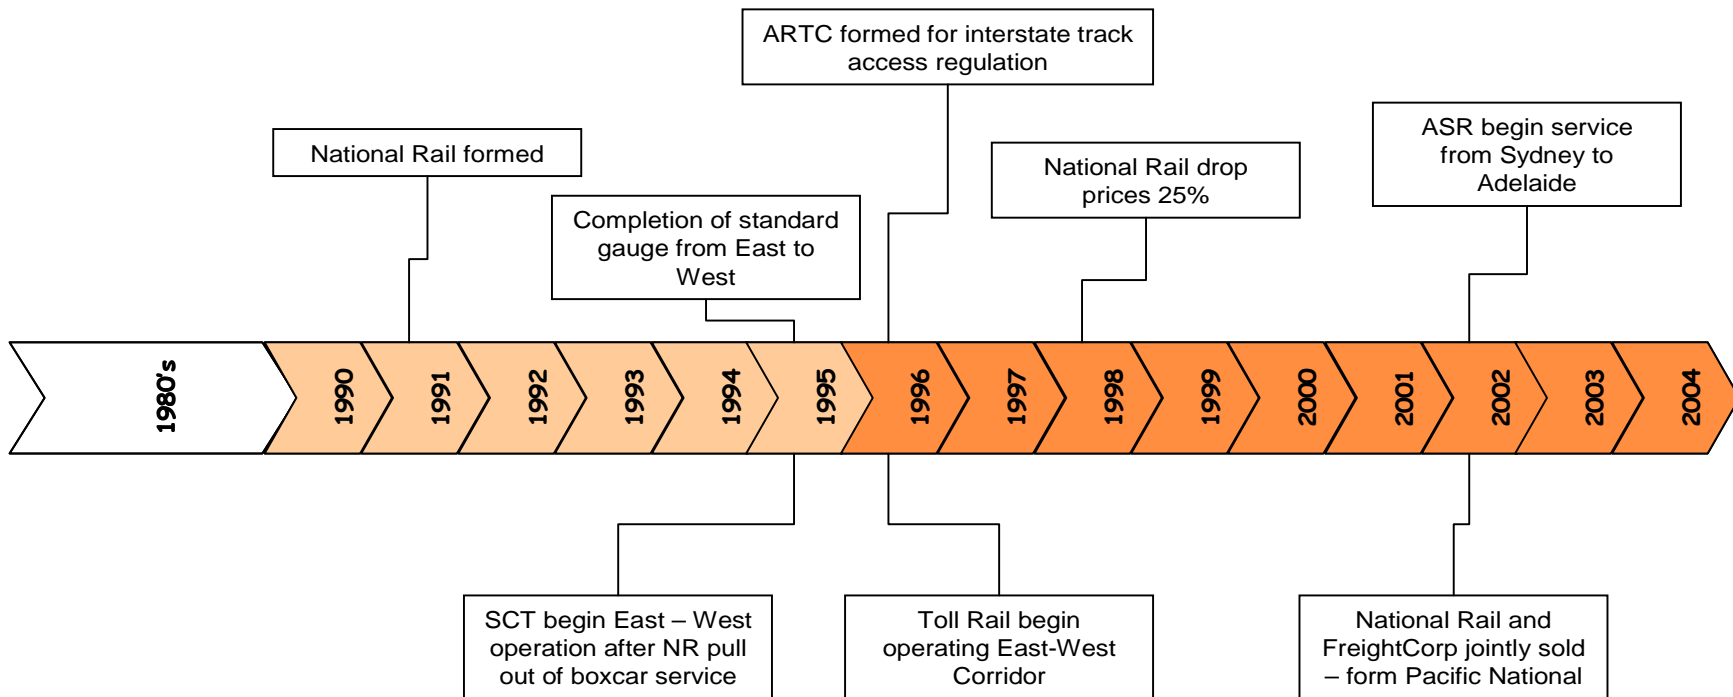 ARTC formed for interstate track
access regulation
National Rail formed
Completion of standard
gauge from East to
West
National Rail drop
prices 25%
ASR begin service
from Sydney to
Adelaide
1980's
1990
1991
1992
1993
1994
1995
1996
1997
1998
1999
2000
2001
2002
2003
2004
SCT begin East – West
operation after NR pull
out of boxcar service
Toll Rail begin
operating East-West
Corridor
National Rail and
FreightCorp jointly sold
– form Pacific National